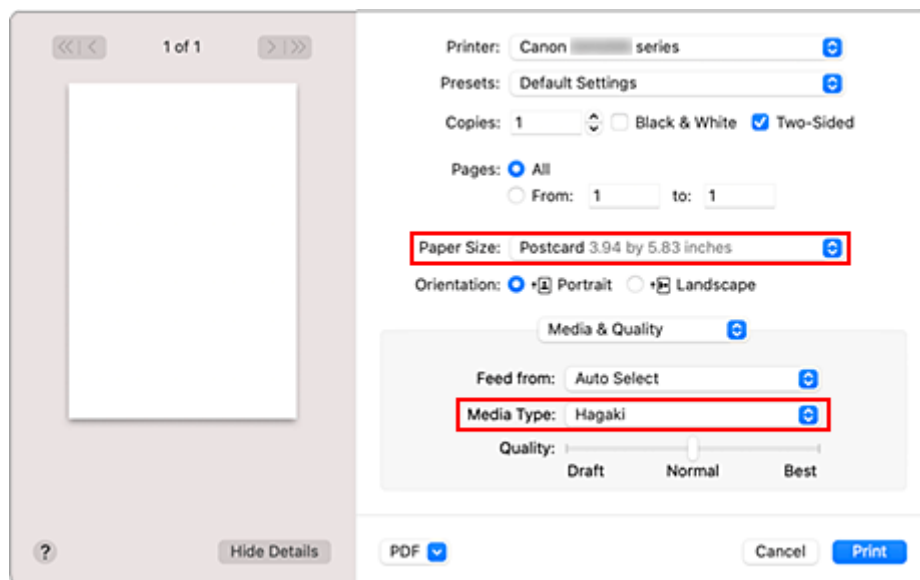 1 of 1
Printer: Canon series
Presets: Default Settings
Copies: 1 Black & White Two-Sided
Pages: All
From: 1 to: 1
Paper Size: Postcard 3.94 by 5.83 inches
Orientation: Portrait Landscape
Media & Quality
Feed from: Auto Select
Media Type: Hagaki
Quality:
Draft Normal Best
? Hide Details PDF Cancel Print